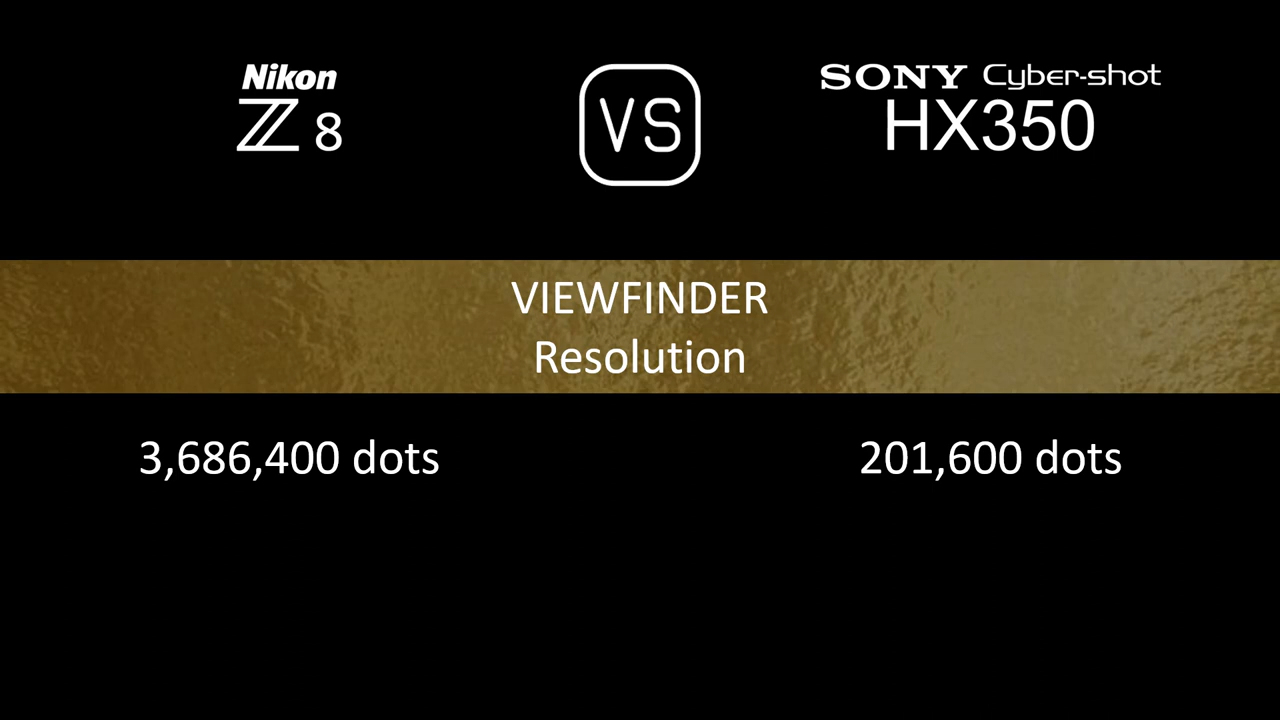 Nikon
Z 8
VS
SONY Cyber-shot
HX350
VIEWFINDER
Resolution
3,686,400 dots
201,600 dots